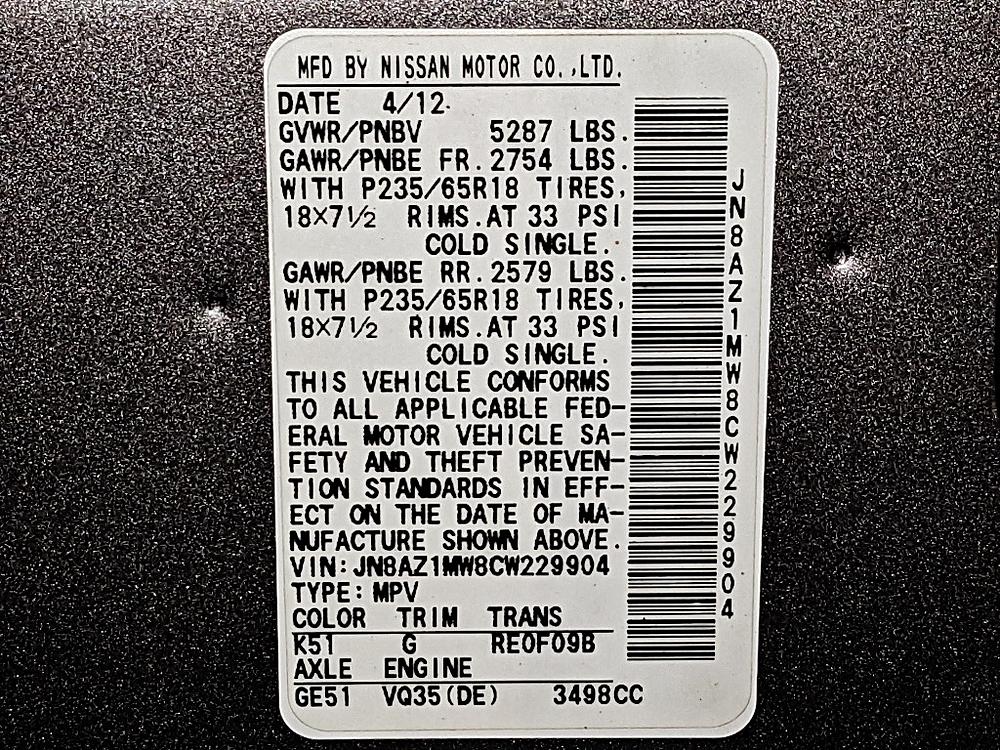 MFD BY NISSAN MOTOR CO.,LTD.
DATE 4/12
GVWR/PNBV 5287 LBS.
GAWR/PNBE FR.2754 LBS.
WITH P235/65R18 TIRES,
18×7½ RIMS.AT 33 PSI
COLD SINGLE.
GAWR/PNBE RR.2579 LBS.
WITH P235/65R18 TIRES,
18×7½ RIMS.AT 33 PSI
COLD SINGLE.
THIS VEHICLE CONFORMS
TO ALL APPLICABLE FED-
ERAL MOTOR VEHICLE SA-
FETY AND THEFT PREVEN-
TION STANDARDS IN EFF-
ECT ON THE DATE OF MA-
NUFACTURE SHOWN ABOVE.
VIN:JN8AZ1MW8CW229904
TYPE:MPV
COLOR TRIM TRANS
K51 G RE0F09B
AXLE ENGINE
GE51 VQ35(DE) 3498CC
JN8AZ1MW8CW229904